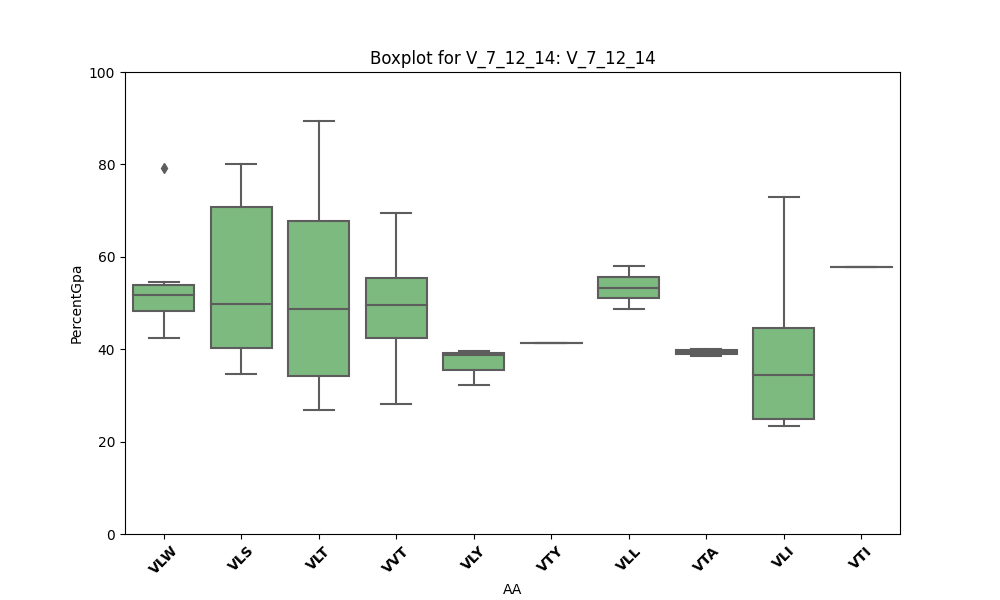 Boxplot for V_7_12_14: V_7_12_14
100
80
60
40
20
0
PercentGpa
VLW VLS VLT VVT VLY VTY VLL VTA VLI VTI
AA